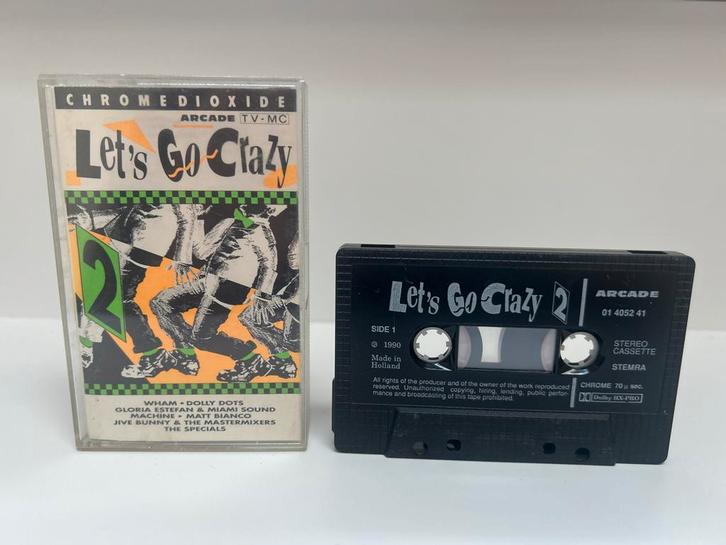 CHROMEDIOXIDE
ARCADE TV-MC
Let's Go Crazy
2
WHAM • DOLLY DOTS
GLORIA ESTEFAN & MIAMI SOUND
MACHINE • MATT BIANCO
JIVE BUNNY & THE MASTERMIXERS
THE SPECIALS
Let's Go Crazy 2
ARCADE
01 4052 41
SIDE 1
℗ 1990
Made in
Holland
STEREO
CASSETTE
STEMRA
All rights of the producer and of the owner of the work reproduced
reserved. Unauthorized copying, hiring, lending, public perfor-
mance and broadcasting of this tape prohibited.
CHROME 70 µ sec.
Dolby HX-PRO